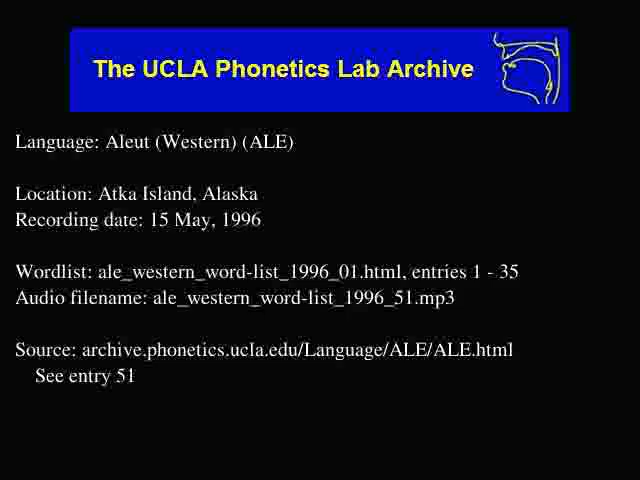 The UCLA Phonetics Lab Archive
Language: Aleut (Western) (ALE)
Location: Atka Island, Alaska
Recording date: 15 May, 1996
Wordlist: ale_western_word-list_1996_01.html, entries 1 - 35
Audio filename: ale_western_word-list_1996_51.mp3
Source: archive.phonetics.ucla.edu/Language/ALE/ALE.html
See entry 51